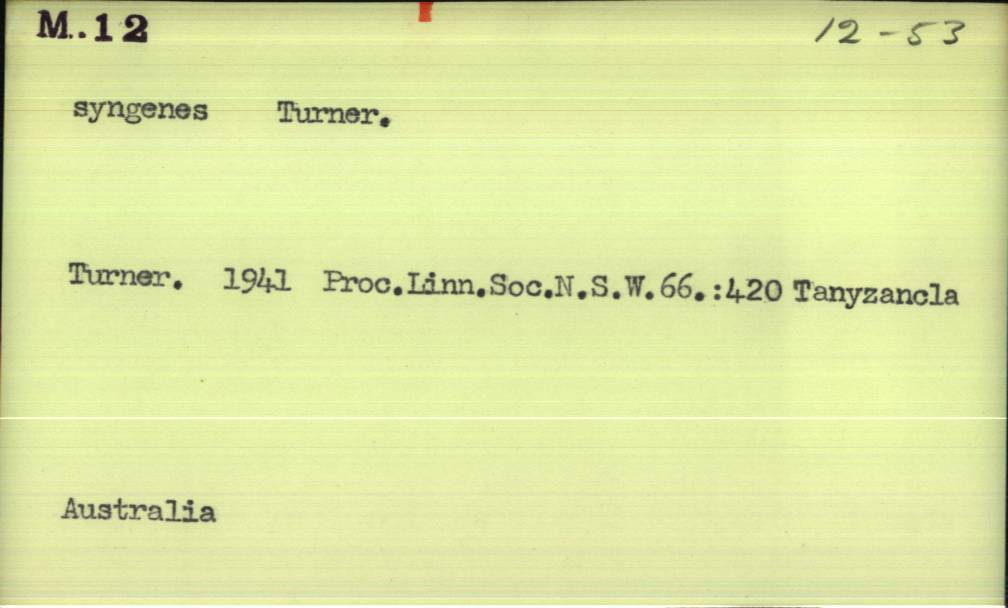 M.12
12-53
syngenes Turner.
Turner. 1941 Proc.Linn.Soc.N.S.W.66.:420 Tanyzancla
Australia